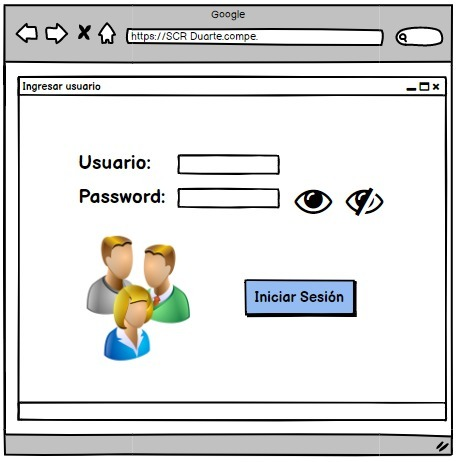 Google
https://SCR Duarte.compe.
Ingresar usuario
Usuario:
Password:
Iniciar Sesión